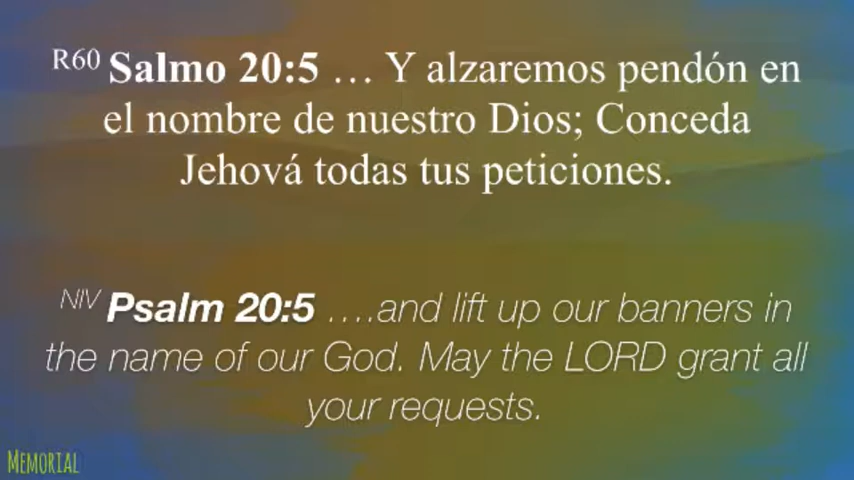 R60 Salmo 20:5 … Y alzaremos pendón en
el nombre de nuestro Dios; Conceda
Jehová todas tus peticiones.
NIV Psalm 20:5 ….and lift up our banners in
the name of our God. May the LORD grant all
your requests.
MEMORIAL